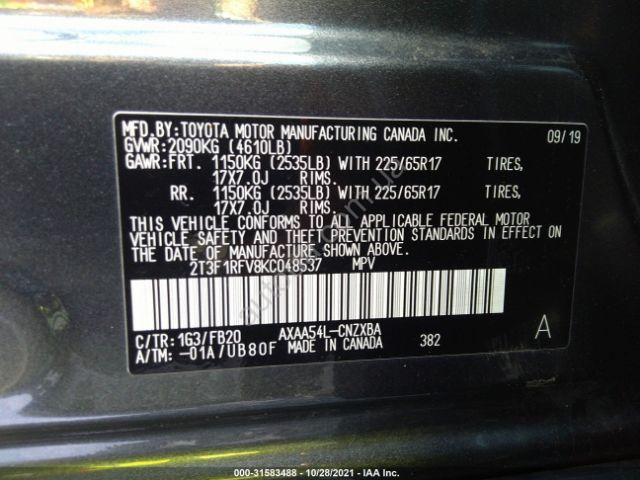 MFD.BY: TOYOTA MOTOR MANUFACTURING CANADA INC. 09/19
GVWR: 2090KG (4610LB)
GAWR: FRT. 1150KG (2535LB) WITH 225/65R17 TIRES,
17X7.0J RIMS.
RR. 1150KG (2535LB) WITH 225/65R17 TIRES,
17X7.0J RIMS.
THIS VEHICLE CONFORMS TO ALL APPLICABLE FEDERAL MOTOR
VEHICLE SAFETY AND THEFT PREVENTION STANDARDS IN EFFECT ON
THE DATE OF MANUFACTURE SHOWN ABOVE.
2T3F1RFV8KC048537 MPV
C/TR: 1G3/FB20 AXAA54L-CNZXBA A
A/TM: -01A/UB80F MADE IN CANADA 382
000-31583488 - 10/28/2021 - IAA Inc.